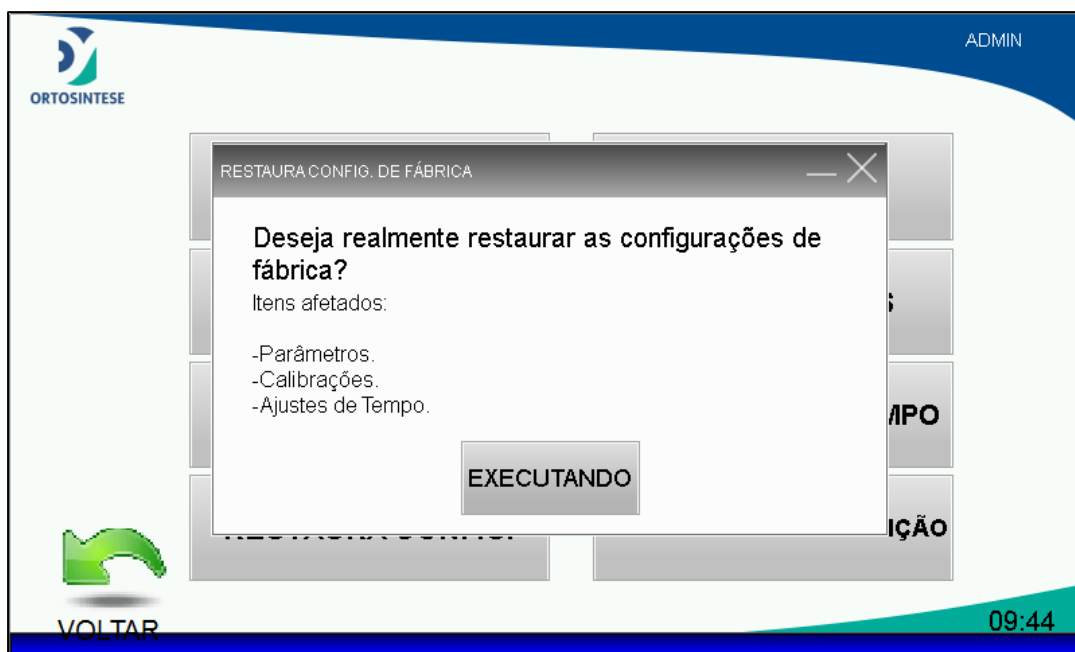 ADMIN
ORTOSINTESE
RESTAURA CONFIG. DE FÁBRICA
Deseja realmente restaurar as configurações de
fábrica?
Itens afetados:
-Parâmetros.
-Calibrações.
-Ajustes de Tempo.
EXECUTANDO
VOLTAR
09:44